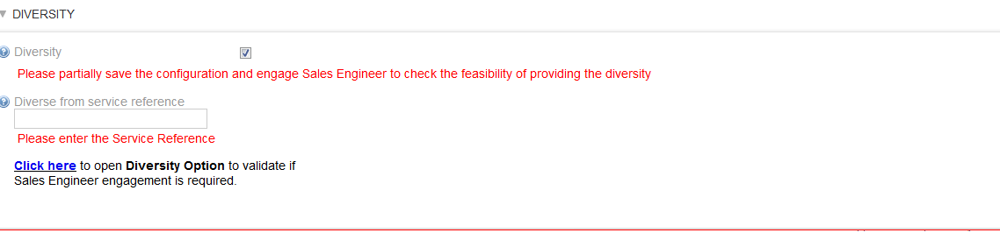 DIVERSITY
Diversity
Please partially save the configuration and engage Sales Engineer to check the feasibility of providing the diversity
Diverse from service reference
Please enter the Service Reference
Click here to open Diversity Option to validate if
Sales Engineer engagement is required.